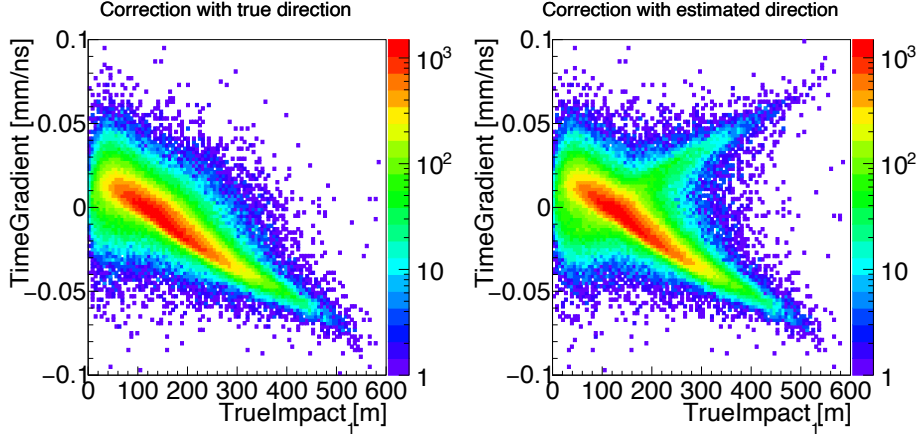 Correction with true direction
Correction with estimated direction
TimeGradient [mm/ns]
0.1
0.05
0
−0.05
−0.1
0 100 200 300 400 500 600
TrueImpact1[m]
10³
10²
10
1
TimeGradient [mm/ns]
0.1
0.05
0
−0.05
−0.1
0 100 200 300 400 500 600
TrueImpact1[m]
10³
10²
10
1